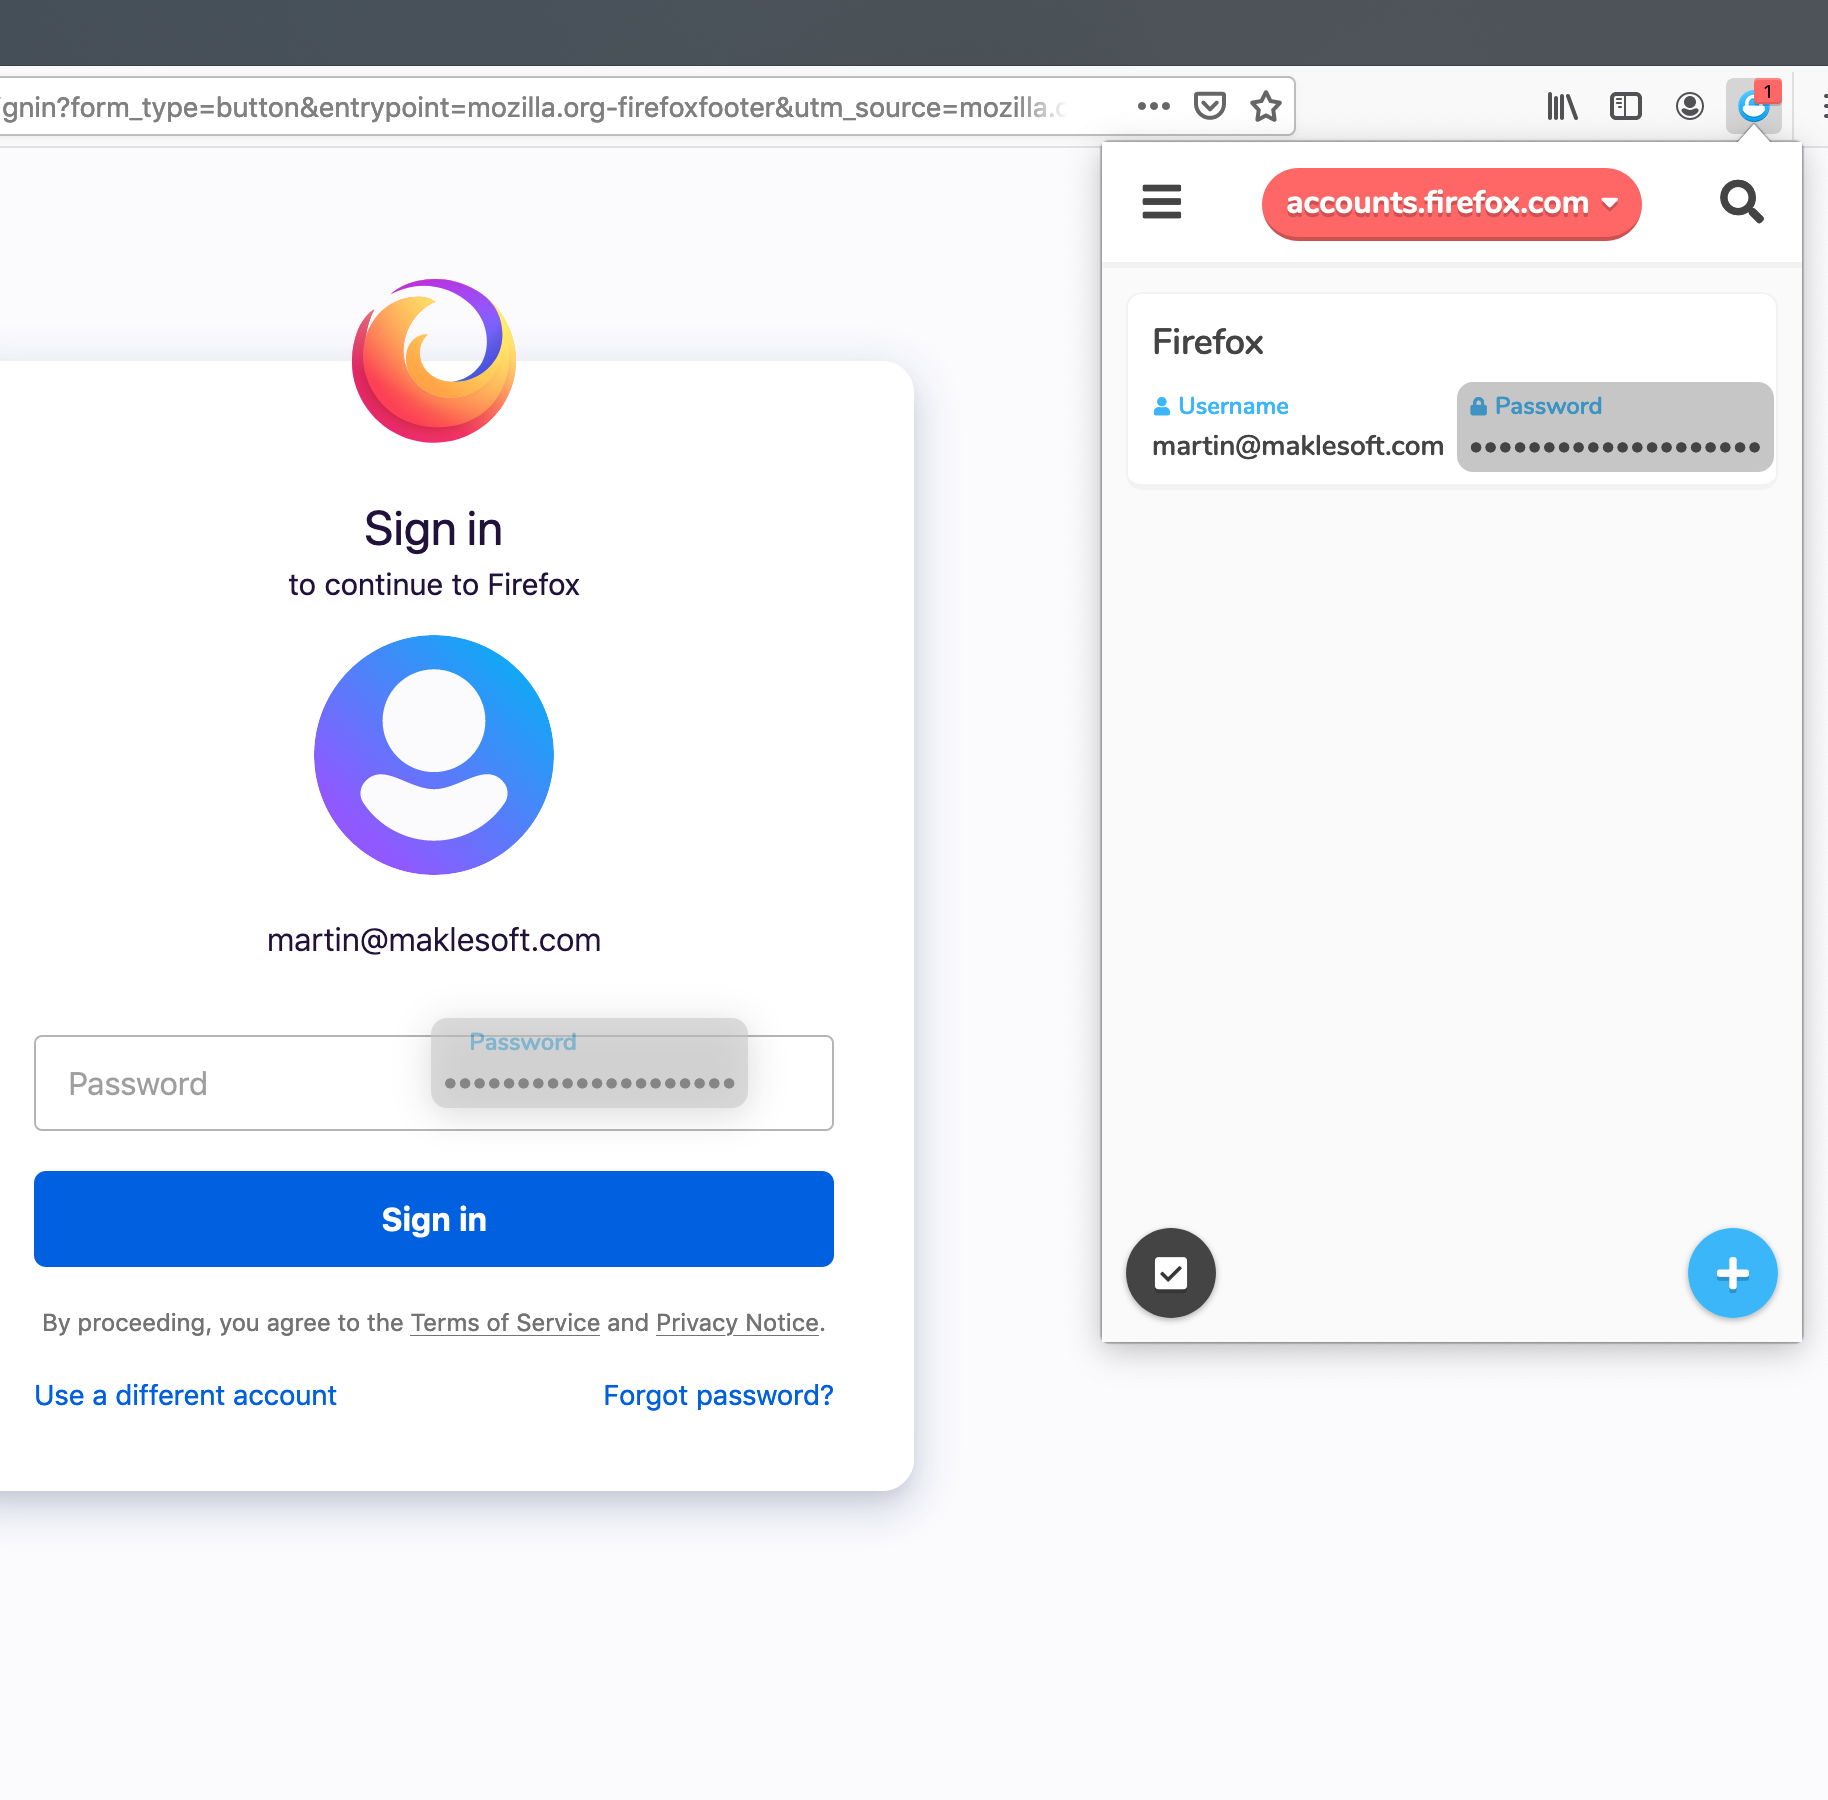 gnin?form_type=button&entrypoint=mozilla.org-firefoxfooter&utm_source=mozilla.
1
accounts.firefox.com
Firefox
Username
Password
martin@maklesoft.com
••••••••••••••••••••
Sign in
to continue to Firefox
martin@maklesoft.com
Password
Password
••••••••••••••••••••
Sign in
By proceeding, you agree to the Terms of Service and Privacy Notice.
Use a different account
Forgot password?